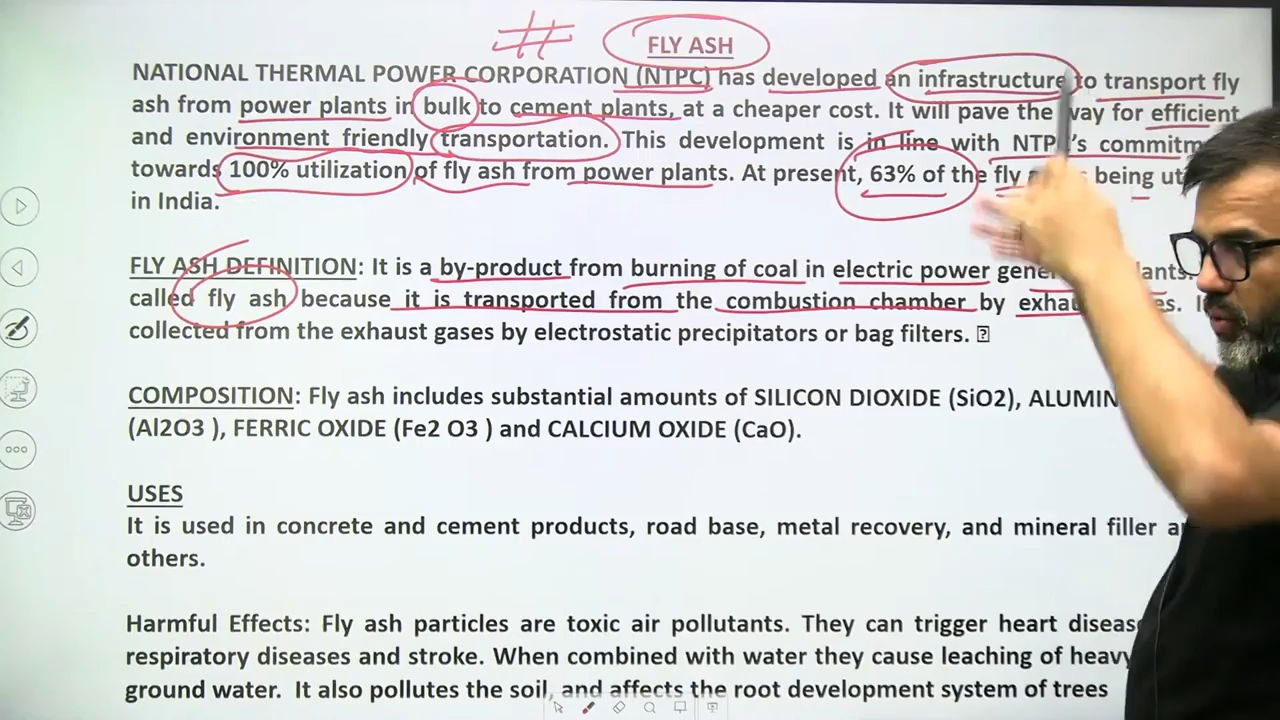 #
FLY ASH
NATIONAL THERMAL POWER CORPORATION (NTPC) has developed an infrastructure to transport fly
ash from power plants in bulk to cement plants, at a cheaper cost. It will pave the way for efficient
and environment friendly transportation. This development is in line with NTPC's commitm
towards 100% utilization of fly ash from power plants. At present, 63% of the fly being ut
in India.
FLY ASH DEFINITION: It is a by-product from burning of coal in electric power gene ants.
called fly ash because it is transported from the combustion chamber by exhau es. I
collected from the exhaust gases by electrostatic precipitators or bag filters.
COMPOSITION: Fly ash includes substantial amounts of SILICON DIOXIDE (SiO2), ALUMIN
(Al2O3 ), FERRIC OXIDE (Fe2 O3 ) and CALCIUM OXIDE (CaO).
USES
It is used in concrete and cement products, road base, metal recovery, and mineral filler a
others.
Harmful Effects: Fly ash particles are toxic air pollutants. They can trigger heart diseas
respiratory diseases and stroke. When combined with water they cause leaching of heavy
ground water. It also pollutes the soil, and affects the root development system of trees